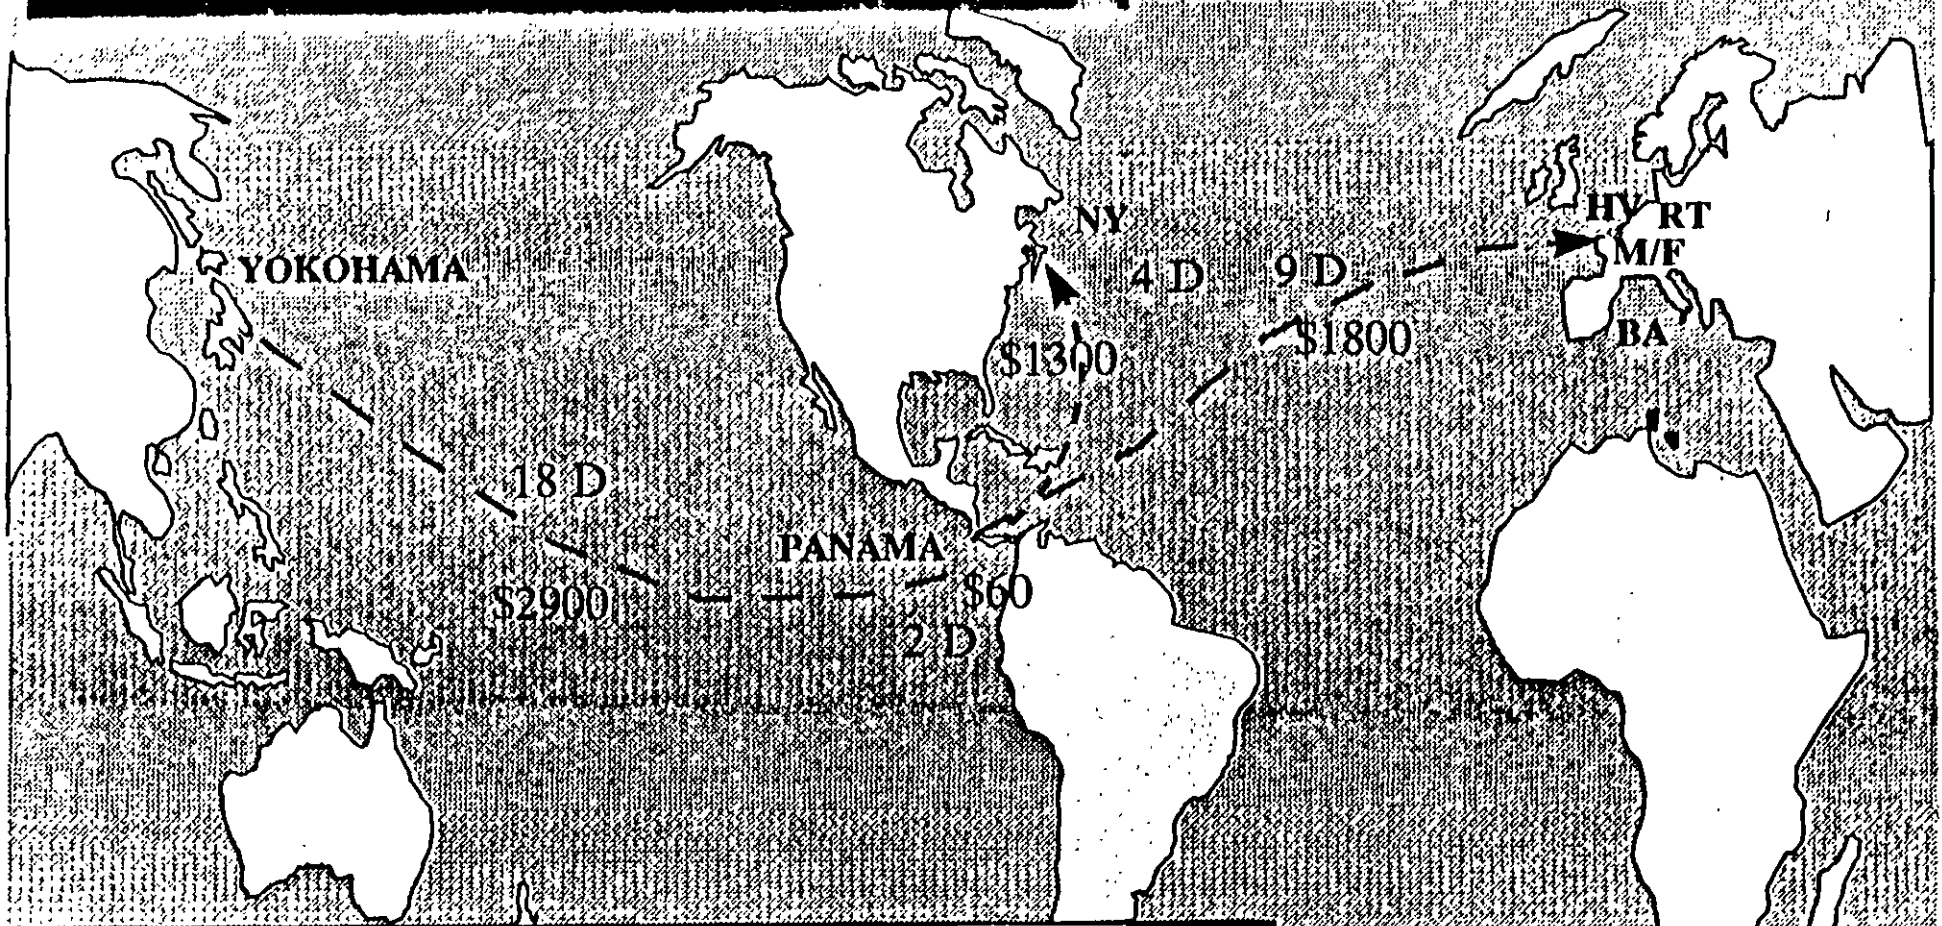 NY
HV RT
M/F
YOKOHAMA
4 D
9 D
$1300
$1800
BA
18 D
PANAMA
$2900
$60
2 D